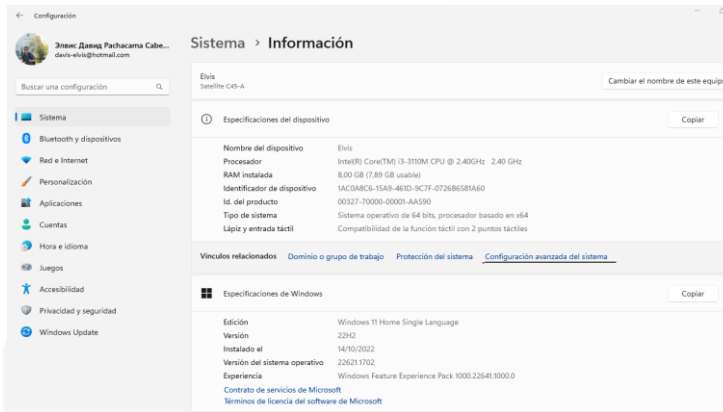 Configuración
Элвис Давид Pachacama Cabe...
davis-elvis@hotmail.com
Buscar una configuración
Sistema
Bluetooth y dispositivos
Red e Internet
Personalización
Aplicaciones
Cuentas
Hora e idioma
Juegos
Accesibilidad
Privacidad y seguridad
Windows Update
Sistema > Información
Elvis
Satellite C45-A
Cambiar el nombre de este equip
Especificaciones del dispositivo
Copiar
Nombre del dispositivo Elvis
Procesador Intel(R) Core(TM) i3-3110M CPU @ 2.40GHz 2.40 GHz
RAM instalada 8,00 GB (7,89 GB usable)
Identificador de dispositivo 1AC0A8C6-15A9-461D-9C7F-0726B6581A60
Id. del producto 00327-70000-00001-AA590
Tipo de sistema Sistema operativo de 64 bits, procesador basado en x64
Lápiz y entrada táctil Compatibilidad de la función táctil con 2 puntos táctiles
Vínculos relacionados Dominio o grupo de trabajo Protección del sistema Configuración avanzada del sistema
Especificaciones de Windows
Copiar
Edición Windows 11 Home Single Language
Versión 22H2
Instalado el 14/10/2022
Versión del sistema operativo 22621.1702
Experiencia Windows Feature Experience Pack 1000.22641.1000.0
Contrato de servicios de Microsoft
Términos de licencia del software de Microsoft